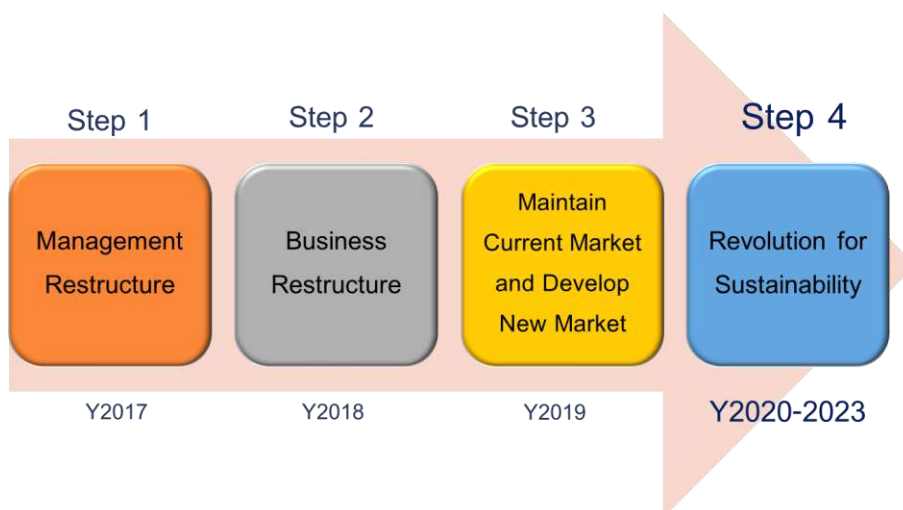 Step 1
Step 2
Step 3
Step 4
Management
Restructure
Business
Restructure
Maintain
Current Market
and Develop
New Market
Revolution for
Sustainability
Y2017
Y2018
Y2019
Y2020-2023